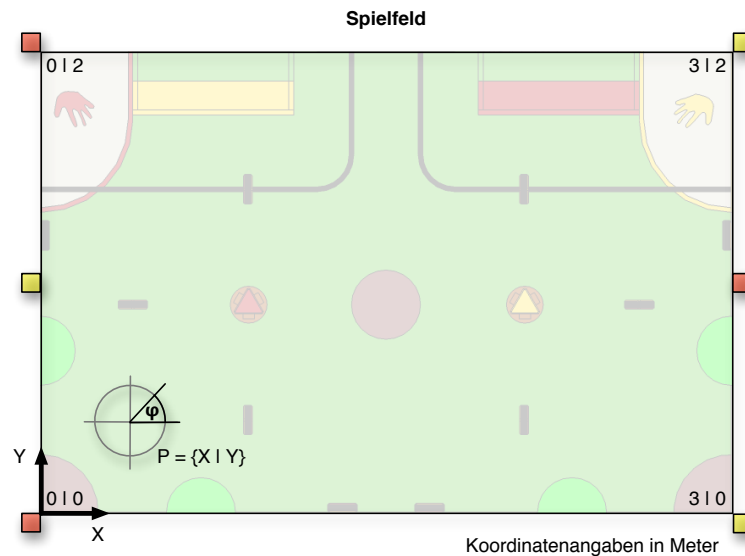 Spielfeld
0 | 2
3 | 2
φ
Y
P = {X | Y}
0 | 0
3 | 0
X
Koordinatenangaben in Meter